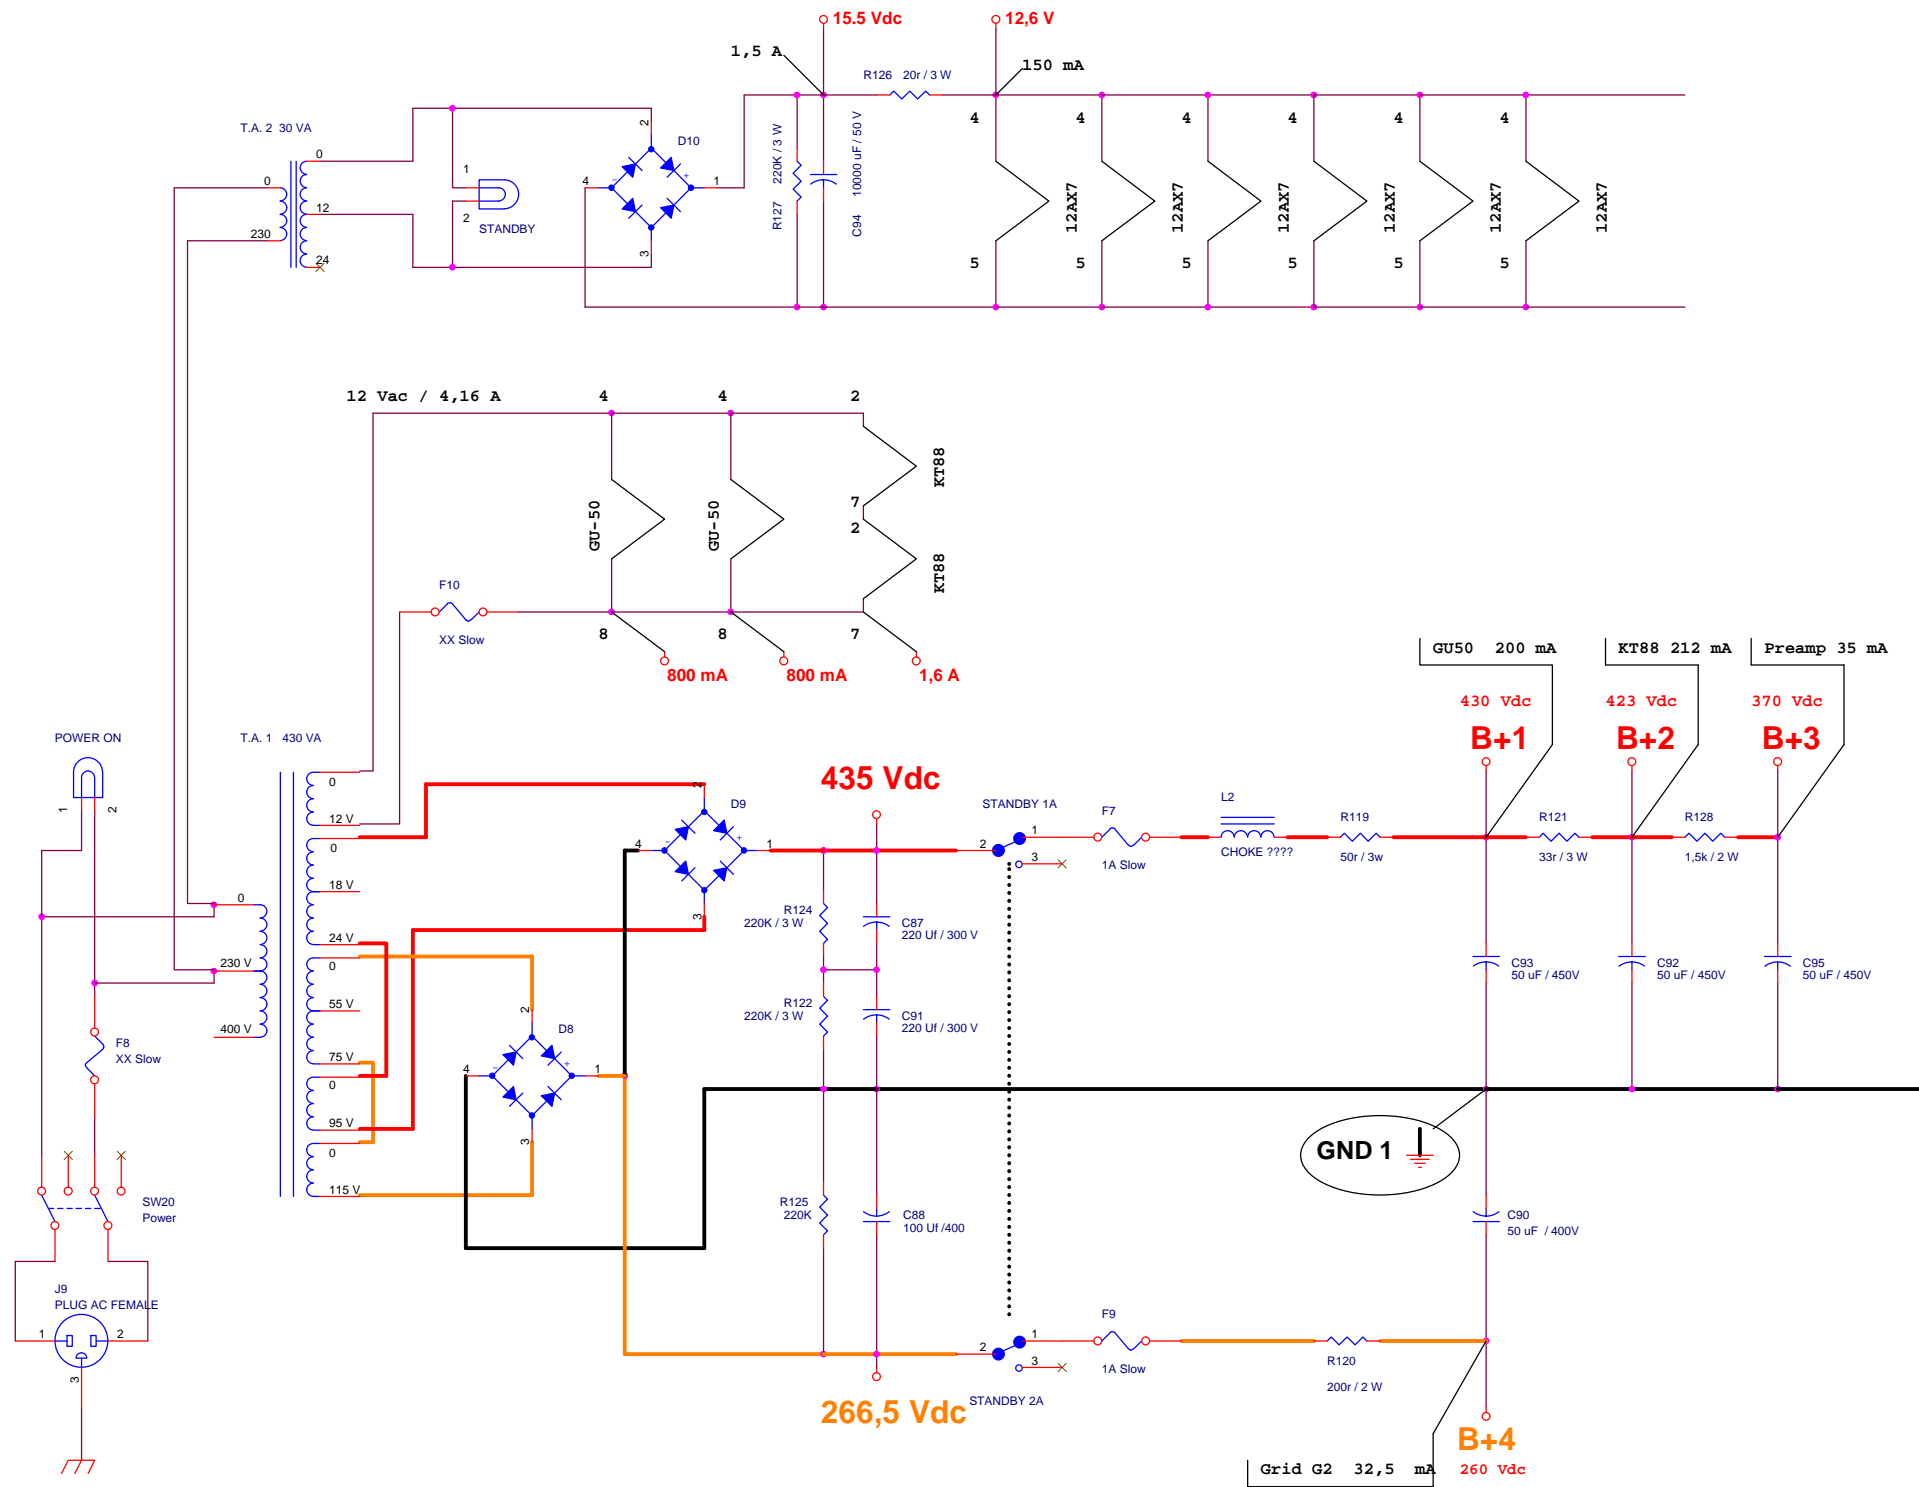 15.5 Vdc
12,6 V
1,5 A
150 mA
R126 20r / 3 W
T.A. 2 30 VA
0
12
24
0
230
1
2
STANDBY
2
D10
4
1
3
- +
R127 220K / 3 W
C94 10000 uF / 50 V
4 4 4 4 4 4
12AX7 12AX7 12AX7 12AX7 12AX7 12AX7
5 5 5 5 5 5
12 Vac / 4,16 A
4 4 2
GU-50 GU-50 KT88
7
2
KT88
F10
XX Slow
8 8 7
800 mA 800 mA 1,6 A
GU50 200 mA
KT88 212 mA
Preamp 35 mA
430 Vdc
423 Vdc
370 Vdc
B+1
B+2
B+3
POWER ON
1 2
T.A. 1 430 VA
0
12 V
0
18 V
24 V
0
55 V
75 V
0
95 V
0
115 V
0
230 V
400 V
F8
XX Slow
2
D9
4
1
3
- +
435 Vdc
STANDBY 1A
2
1
3
F7
1A Slow
L2
CHOKE ????
R119
50r / 3w
R121
33r / 3 W
R128
1,5k / 2 W
R124
220K / 3 W
C87
220 Uf / 300 V
R122
220K / 3 W
C91
220 Uf / 300 V
C93
50 uF / 450V
C92
50 uF / 450V
C95
50 uF / 450V
2
D8
4
1
3
- +
GND 1
R125
220K
C88
100 Uf /400
C90
50 uF / 400V
SW20
Power
J9
PLUG AC FEMALE
1
2
3
2
1
3
F9
1A Slow
R120
200r / 2 W
STANDBY 2A
266,5 Vdc
B+4
Grid G2 32,5 mA
260 Vdc